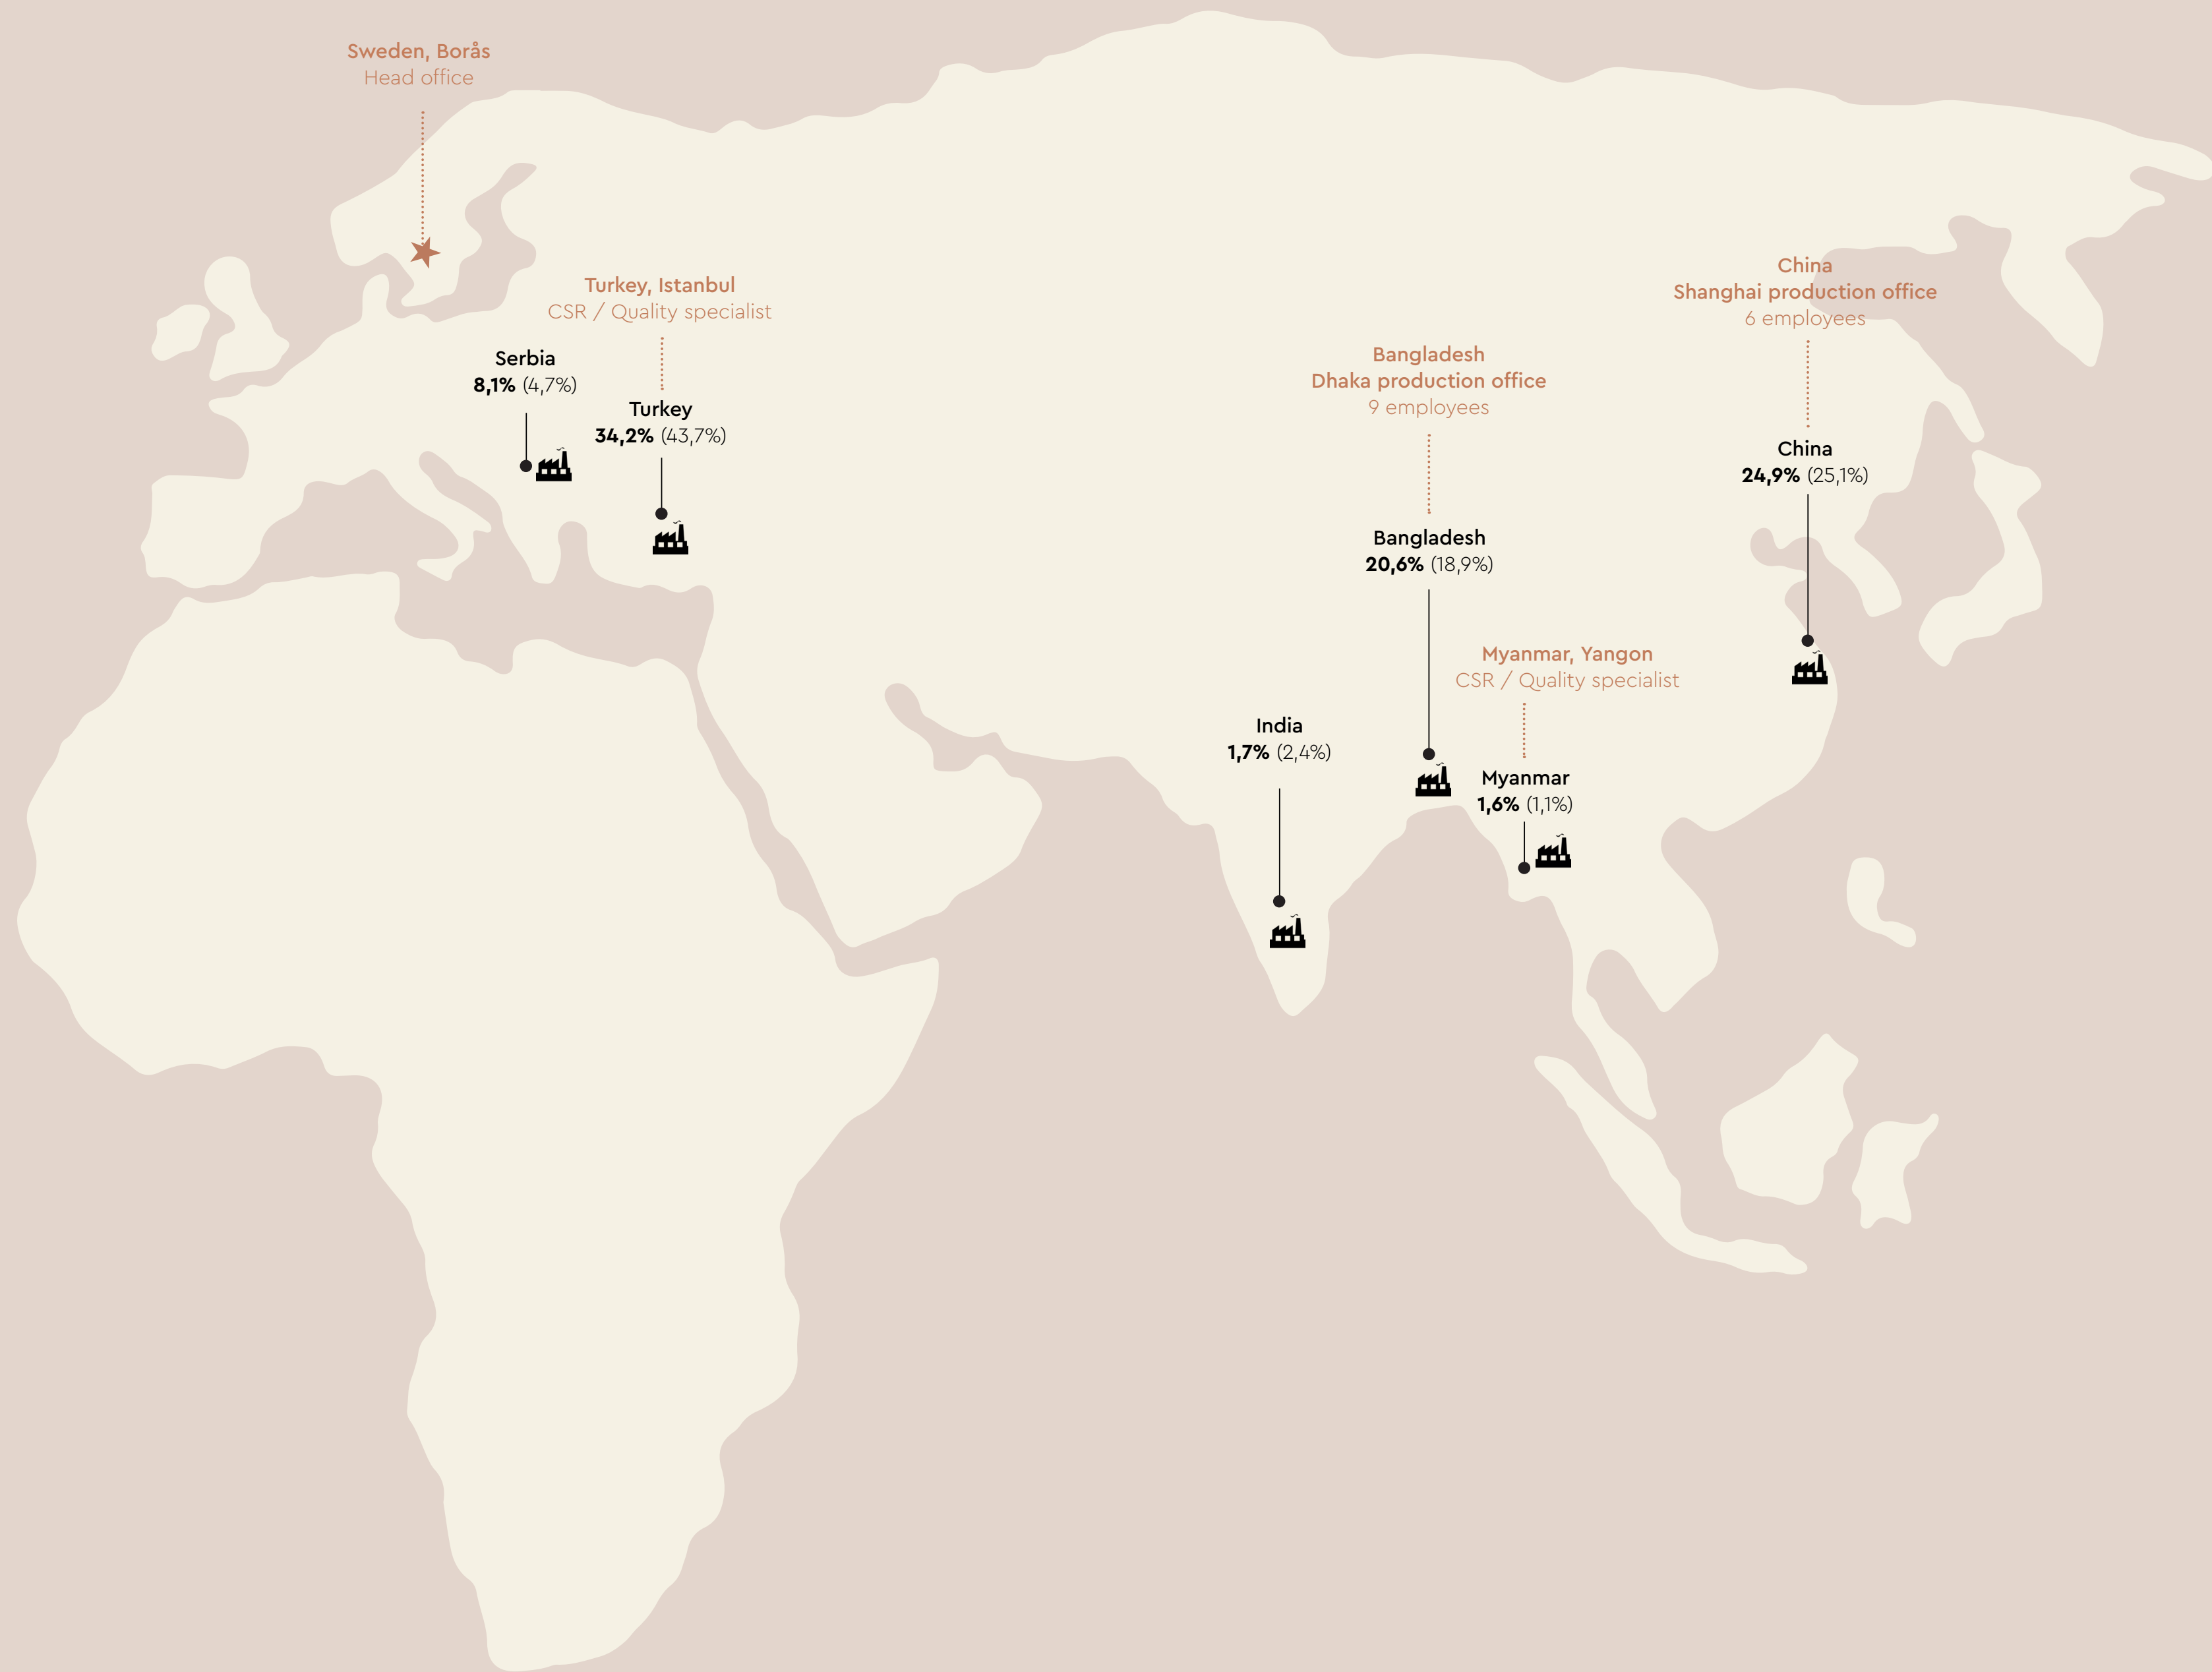 Sweden, Borås
Head office
Turkey, Istanbul
CSR / Quality specialist
Serbia
8,1% (4,7%)
Turkey
34,2% (43,7%)
China
Shanghai production office
6 employees
Bangladesh
Dhaka production office
9 employees
China
24,9% (25,1%)
Bangladesh
20,6% (18,9%)
Myanmar, Yangon
CSR / Quality specialist
India
1,7% (2,4%)
Myanmar
1,6% (1,1%)